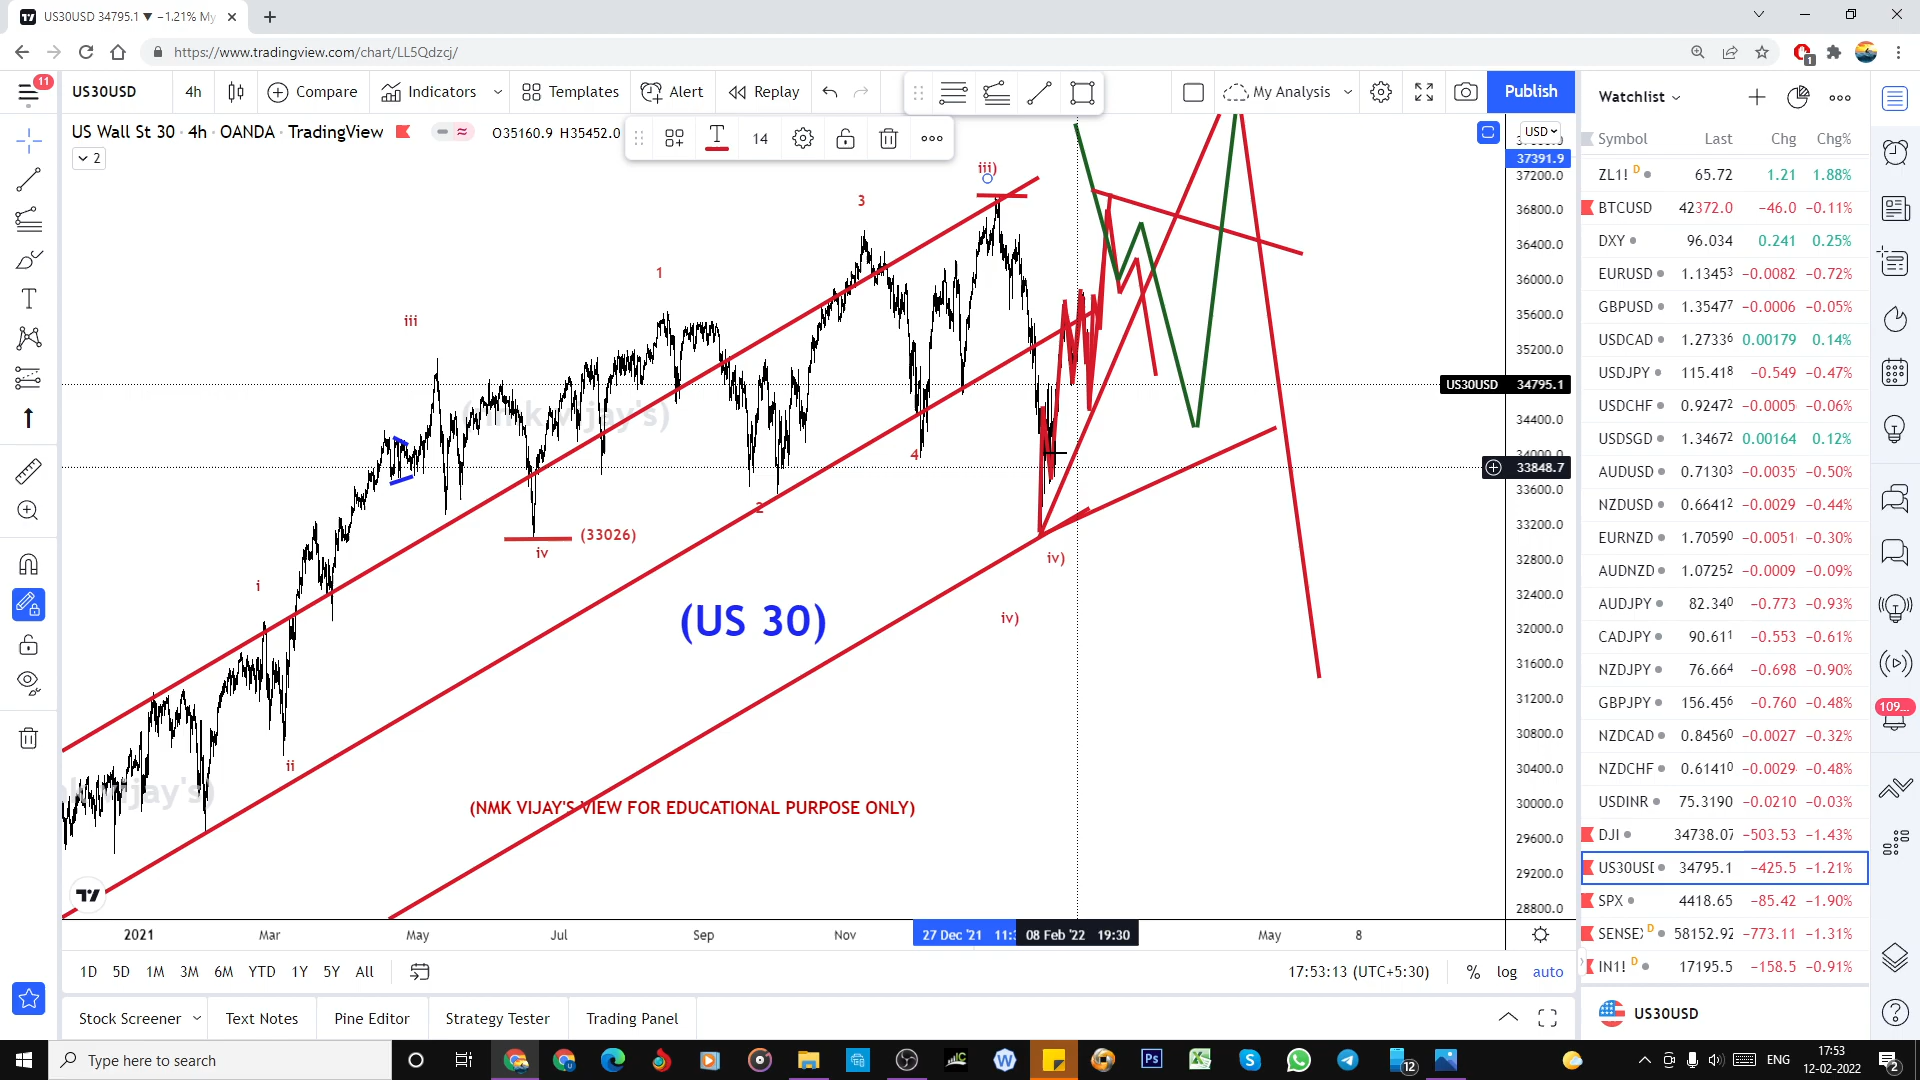 US30USD 34795.1 ▼ −1.21% My
https://www.tradingview.com/chart/LL5Qdzcj/
11
US30USD 4h Compare Indicators Templates Alert Replay My Analysis Publish
US Wall St 30 · 4h · OANDA · TradingView O35160.9 H35452.0
14
2
USD
37391.9
37200.0
36800.0
36400.0
36000.0
35600.0
35200.0
US30USD 34795.1
34400.0
34000.0
33848.7
33600.0
33200.0
32800.0
32400.0
32000.0
31600.0
31200.0
30800.0
30400.0
30000.0
29600.0
29200.0
28800.0
iii)
3
1
iii
4
2
(33026)
iv
iv)
i
iv)
(US 30)
ii
(NMK VIJAY'S VIEW FOR EDUCATIONAL PURPOSE ONLY)
2021 Mar May Jul Sep Nov 27 Dec '21 08 Feb '22 19:30 May 8
1D 5D 1M 3M 6M YTD 1Y 5Y All 17:53:13 (UTC+5:30) % log auto
Stock Screener Text Notes Pine Editor Strategy Tester Trading Panel
Watchlist
Symbol Last Chg Chg%
ZL1! D 65.72 1.21 1.88%
BTCUSD 42372.0 −46.0 −0.11%
DXY 96.034 0.241 0.25%
EURUSD 1.13453 −0.0082 −0.72%
GBPUSD 1.35477 −0.0006 −0.05%
USDCAD 1.27336 0.00179 0.14%
USDJPY 115.418 −0.549 −0.47%
USDCHF 0.92472 −0.0005 −0.06%
USDSGD 1.34672 0.00164 0.12%
AUDUSD 0.71303 −0.0035 −0.50%
NZDUSD 0.66412 −0.0029 −0.44%
EURNZD 1.70590 −0.0051 −0.30%
AUDNZD 1.07252 −0.0009 −0.09%
AUDJPY 82.340 −0.773 −0.93%
CADJPY 90.611 −0.553 −0.61%
NZDJPY 76.664 −0.698 −0.90%
GBPJPY 156.456 −0.760 −0.48%
NZDCAD 0.84560 −0.0027 −0.32%
NZDCHF 0.61410 −0.0029 −0.48%
USDINR 75.3190 −0.0210 −0.03%
DJI 34738.07 −503.53 −1.43%
US30USD 34795.1 −425.5 −1.21%
SPX 4418.65 −85.42 −1.90%
SENSEX D 58152.92 −773.11 −1.31%
IN1! D 17195.5 −158.5 −0.91%
US30USD
109...
Type here to search
12
ENG
17:53
12-02-2022
2